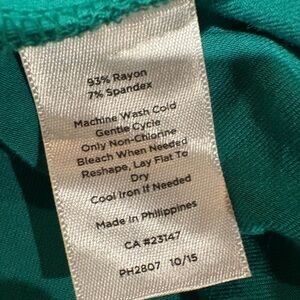 93% Rayon
7% Spandex
Machine Wash Cold
Gentle Cycle
Only Non-Chlorine
Bleach When Needed
Reshape, Lay Flat To
Dry
Cool Iron If Needed
Made in Philippines
CA #23147
PH2807 10/15